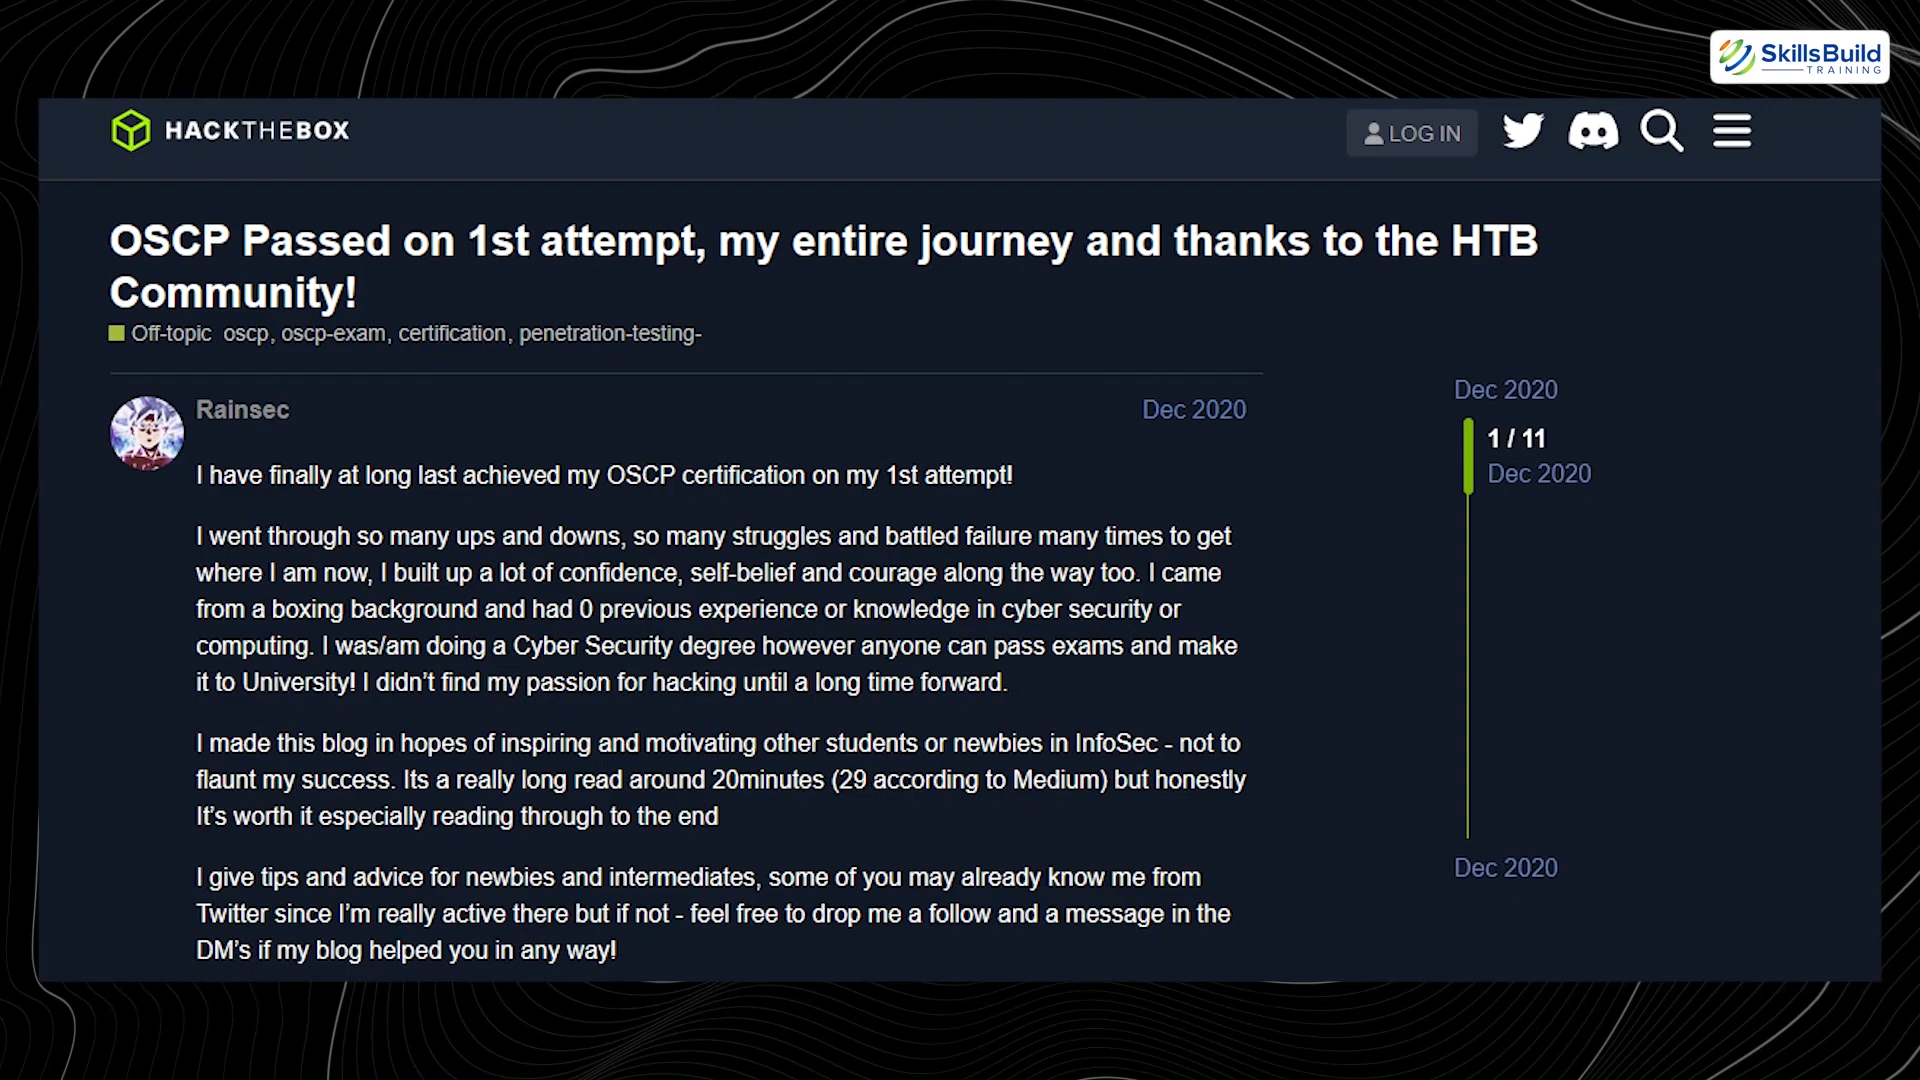 SkillsBuild
TRAINING
HACKTHEBOX
LOG IN
OSCP Passed on 1st attempt, my entire journey and thanks to the HTB
Community!
Off-topic oscp, oscp-exam, certification, penetration-testing-
Rainsec
Dec 2020
I have finally at long last achieved my OSCP certification on my 1st attempt!
I went through so many ups and downs, so many struggles and battled failure many times to get
where I am now, I built up a lot of confidence, self-belief and courage along the way too. I came
from a boxing background and had 0 previous experience or knowledge in cyber security or
computing. I was/am doing a Cyber Security degree however anyone can pass exams and make
it to University! I didn’t find my passion for hacking until a long time forward.
I made this blog in hopes of inspiring and motivating other students or newbies in InfoSec - not to
flaunt my success. Its a really long read around 20minutes (29 according to Medium) but honestly
It’s worth it especially reading through to the end
I give tips and advice for newbies and intermediates, some of you may already know me from
Twitter since I’m really active there but if not - feel free to drop me a follow and a message in the
DM’s if my blog helped you in any way!
Dec 2020
1 / 11
Dec 2020
Dec 2020